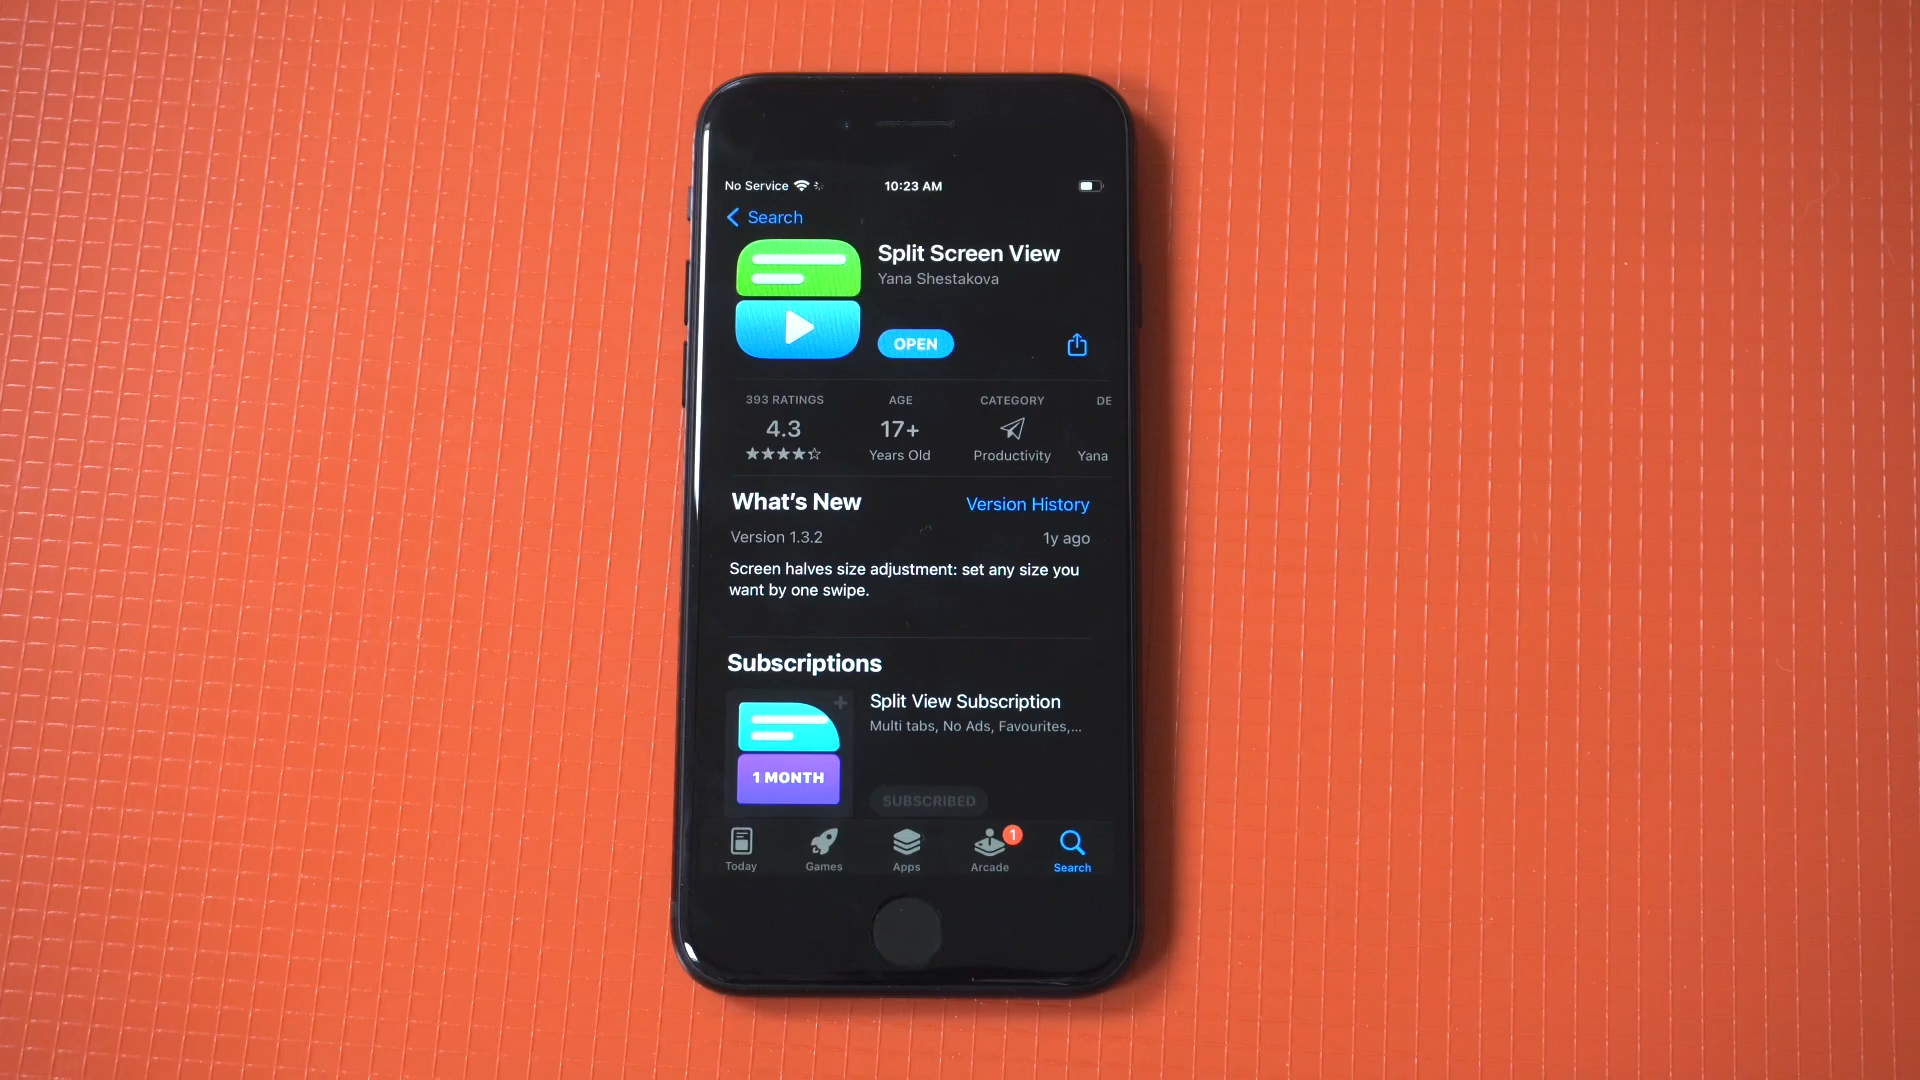 No Service 10:23 AM
Search
Split Screen View
Yana Shestakova
OPEN
393 RATINGS AGE CATEGORY DE
4.3 17+
Years Old Productivity Yana
What's New Version History
Version 1.3.2 1y ago
Screen halves size adjustment: set any size you
want by one swipe.
Subscriptions
Split View Subscription
Multi tabs, No Ads, Favourites,...
1 MONTH
SUBSCRIBED
1
Today Games Apps Arcade Search